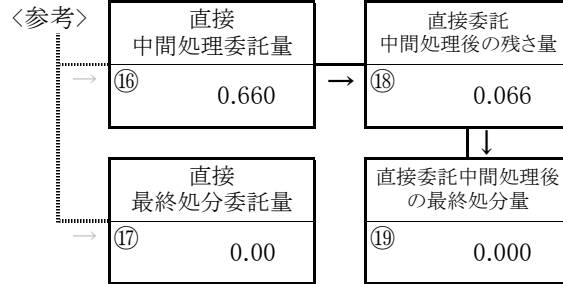 〈参考〉
直接
中間処理委託量
→
⑯
0.660
→
直接委託
中間処理後の残さ量
⑱
0.066
↓
直接
最終処分委託量
→
⑰
0.00
直接委託中間処理後
の最終処分量
⑲
0.000